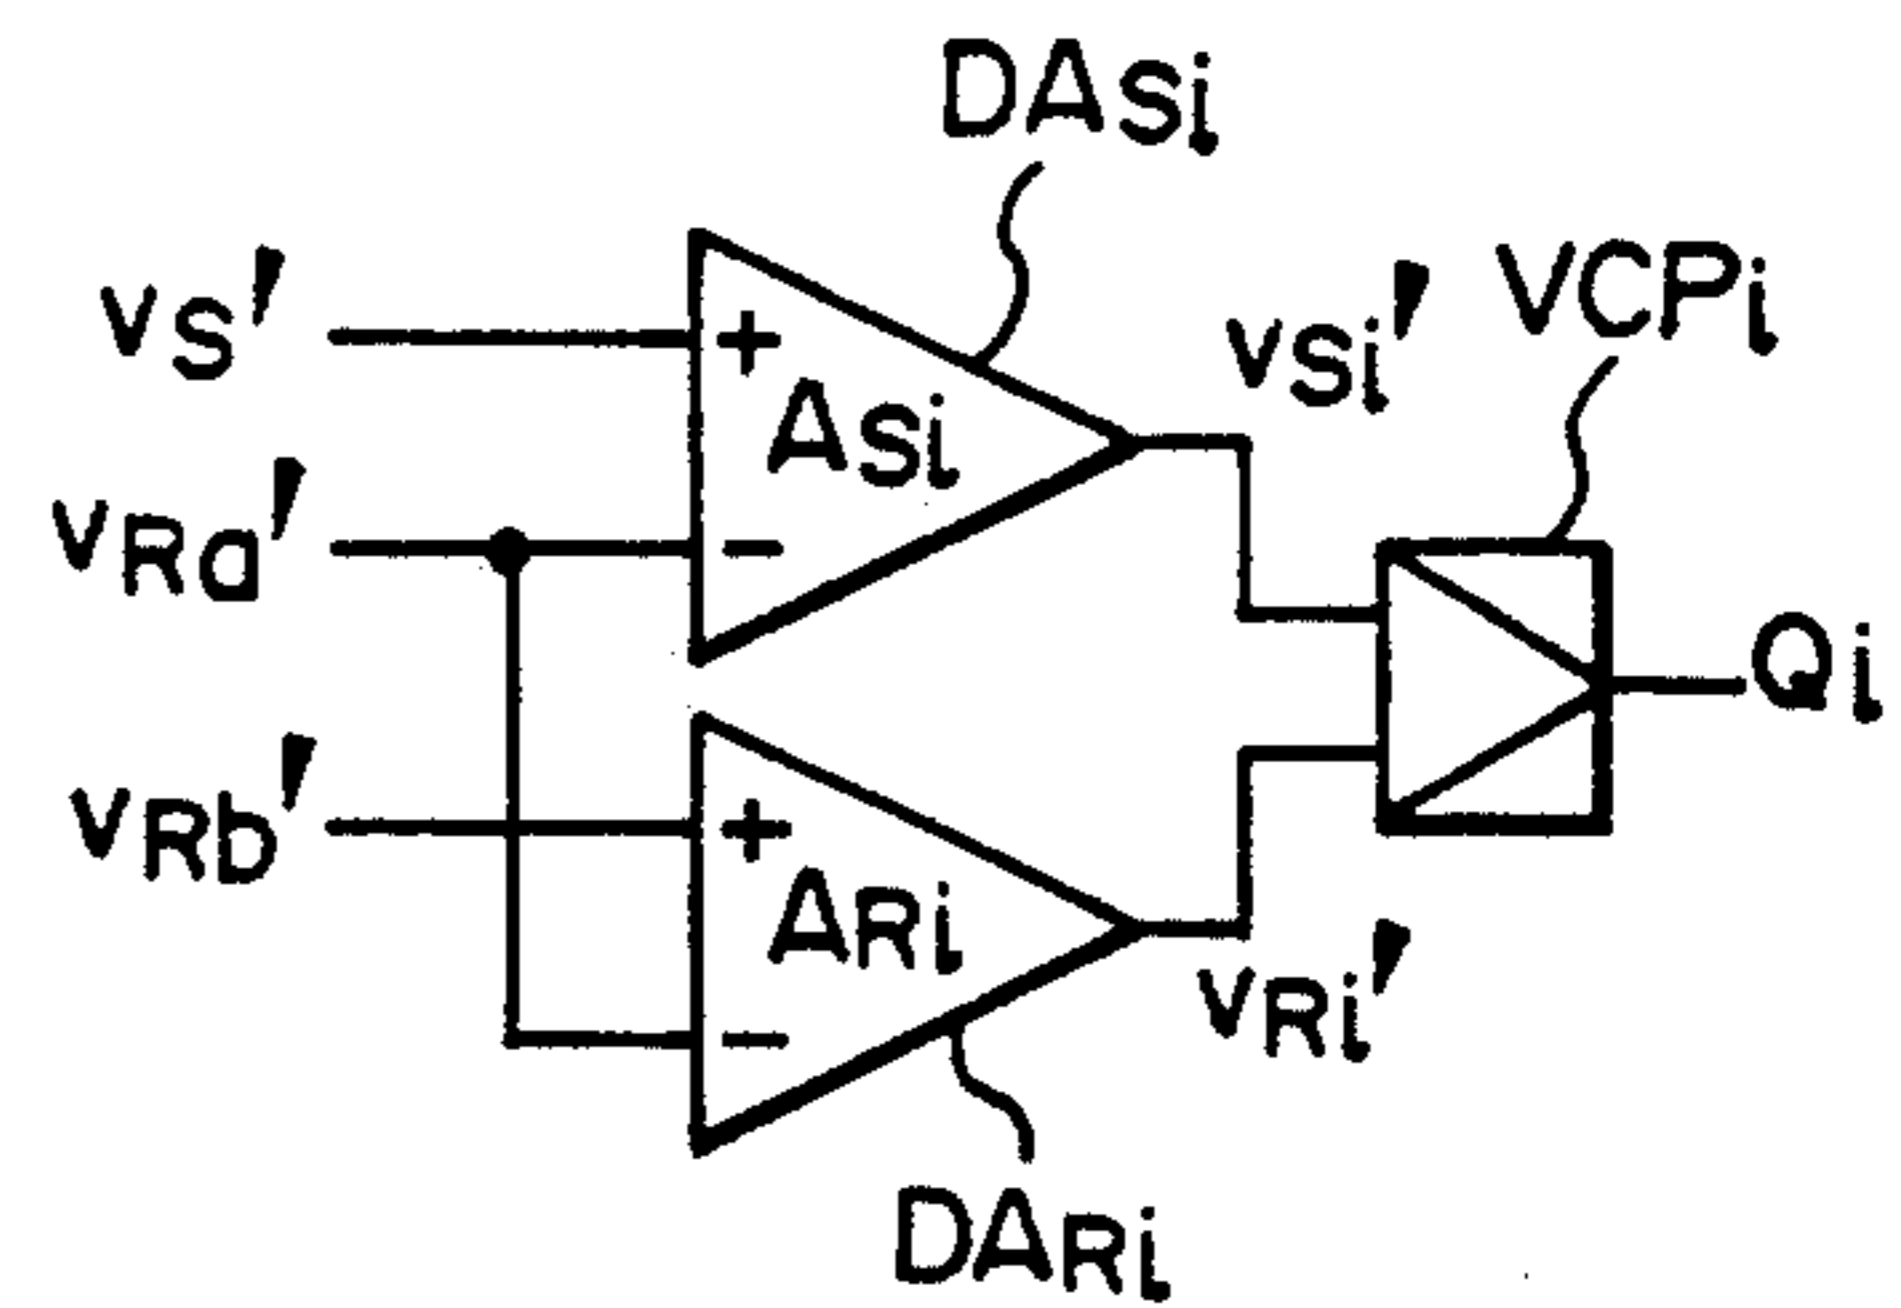 DASi
vS'
+
ASi
vSi'
VCPi
vRa'
-
Qi
vRb'
+
ARi
vRi'
-
DARi